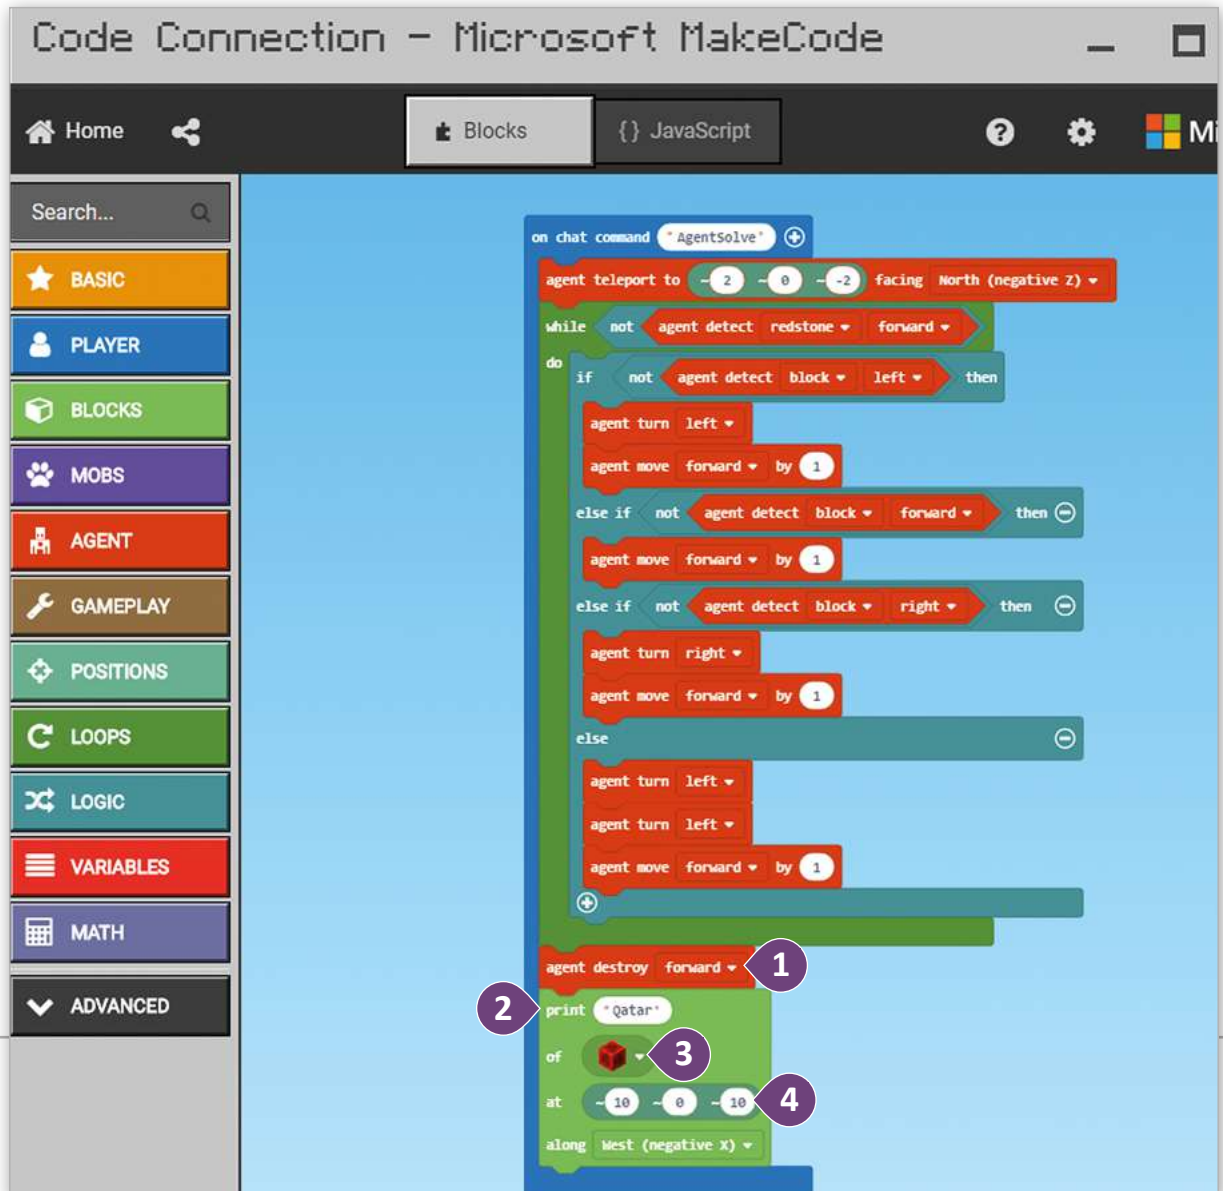 Code Connection – Microsoft MakeCode
Home
Blocks
{} JavaScript
Mi
Search...
BASIC
PLAYER
BLOCKS
MOBS
AGENT
GAMEPLAY
POSITIONS
LOOPS
LOGIC
VARIABLES
MATH
ADVANCED
on chat command "AgentSolve"
agent teleport to ~2 ~0 ~-2 facing North (negative Z)
while not agent detect redstone forward
do
if not agent detect block left then
agent turn left
agent move forward by 1
else if not agent detect block forward then
agent move forward by 1
else if not agent detect block right then
agent turn right
agent move forward by 1
else
agent turn left
agent turn left
agent move forward by 1
agent destroy forward 1
2 print "Qatar"
of 3
at ~10 ~0 ~10 4
along West (negative X)